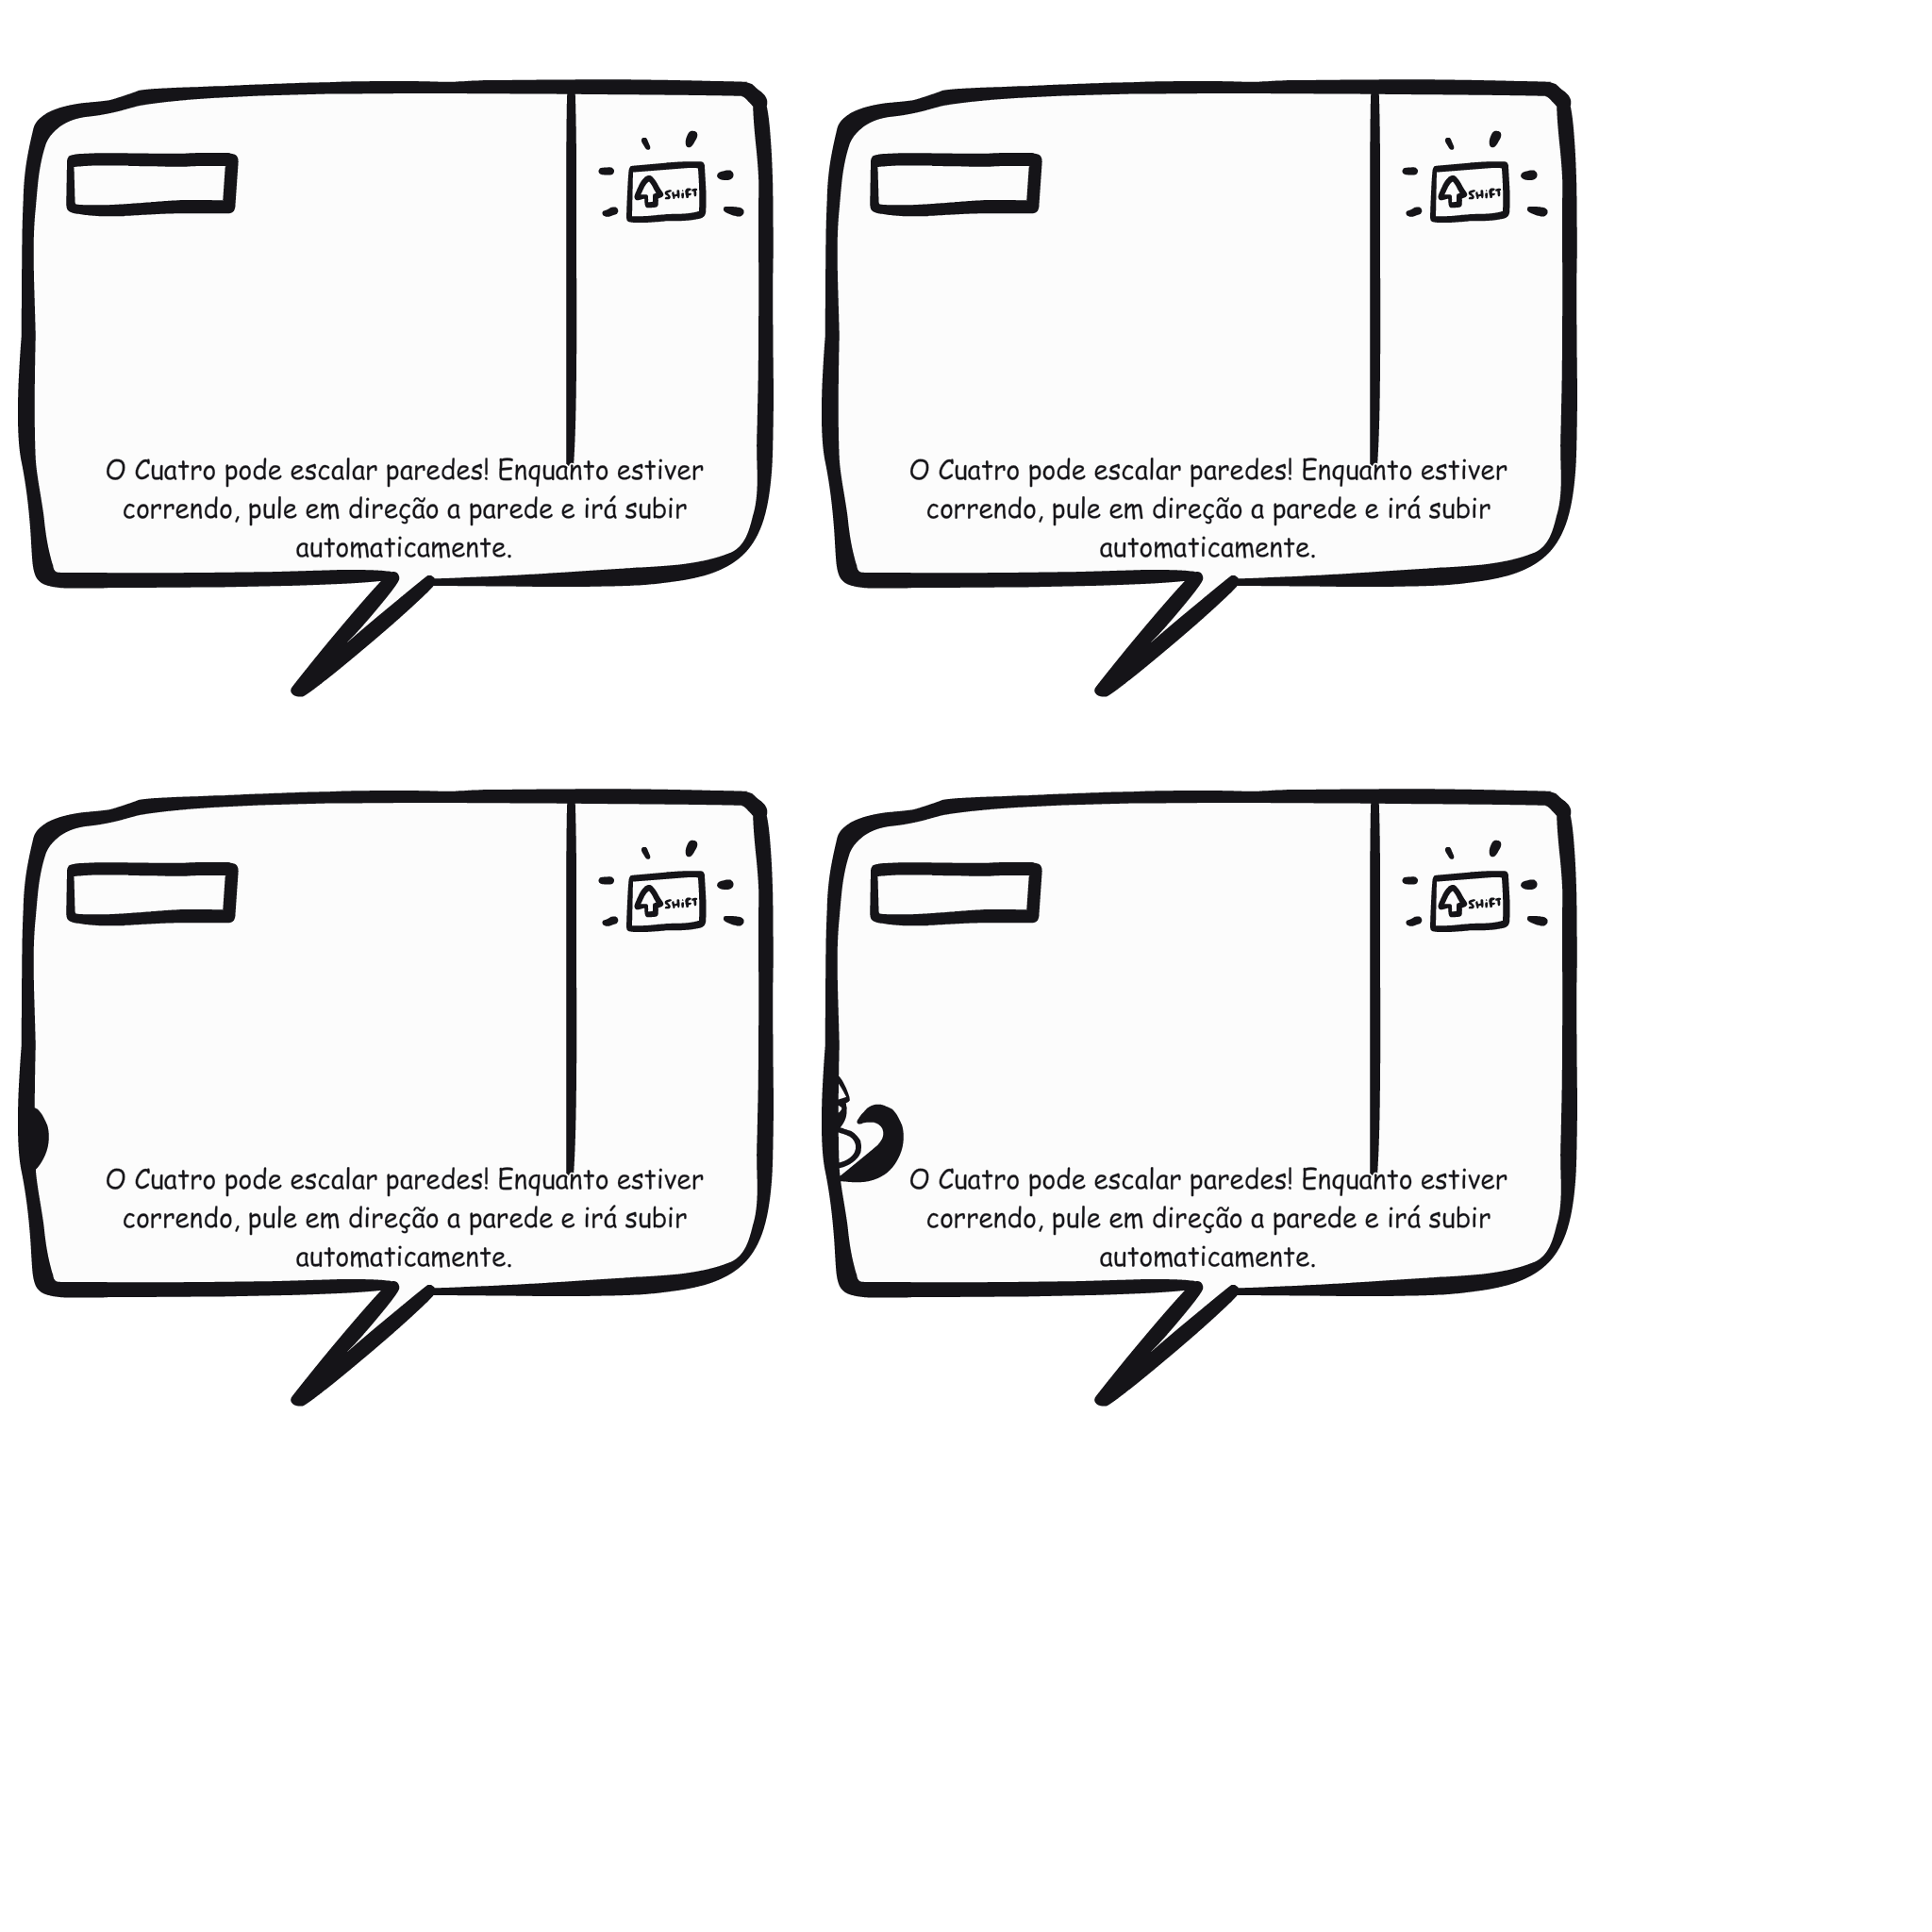 SHiFT
O Cuatro pode escalar paredes! Enquanto estiver
correndo, pule em direção a parede e irá subir
automaticamente.
SHiFT
O Cuatro pode escalar paredes! Enquanto estiver
correndo, pule em direção a parede e irá subir
automaticamente.
SHiFT
O Cuatro pode escalar paredes! Enquanto estiver
correndo, pule em direção a parede e irá subir
automaticamente.
SHiFT
O Cuatro pode escalar paredes! Enquanto estiver
correndo, pule em direção a parede e irá subir
automaticamente.